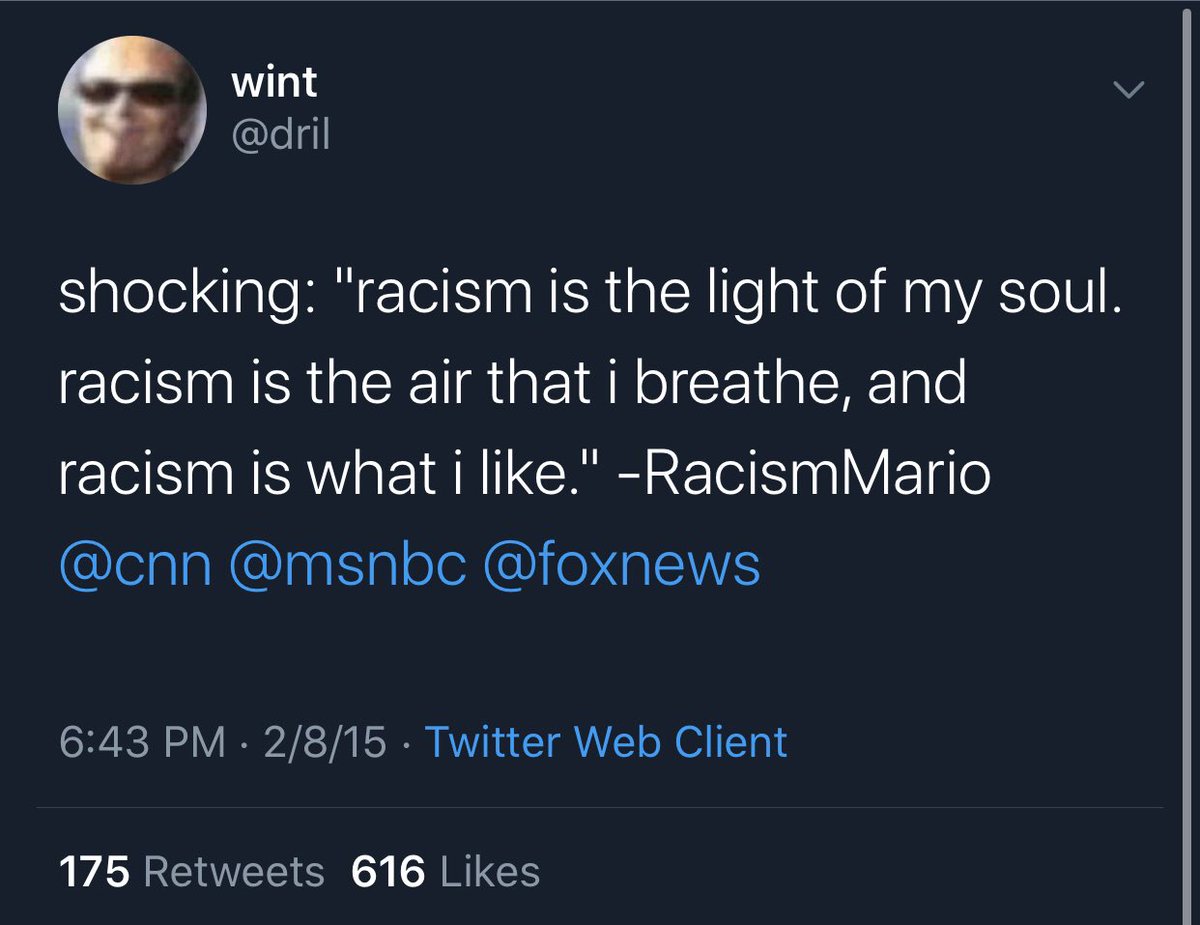 wint
@dril
shocking: "racism is the light of my soul.
racism is the air that i breathe, and
racism is what i like." -RacismMario
@cnn @msnbc @foxnews
6:43 PM · 2/8/15 · Twitter Web Client
175 Retweets 616 Likes